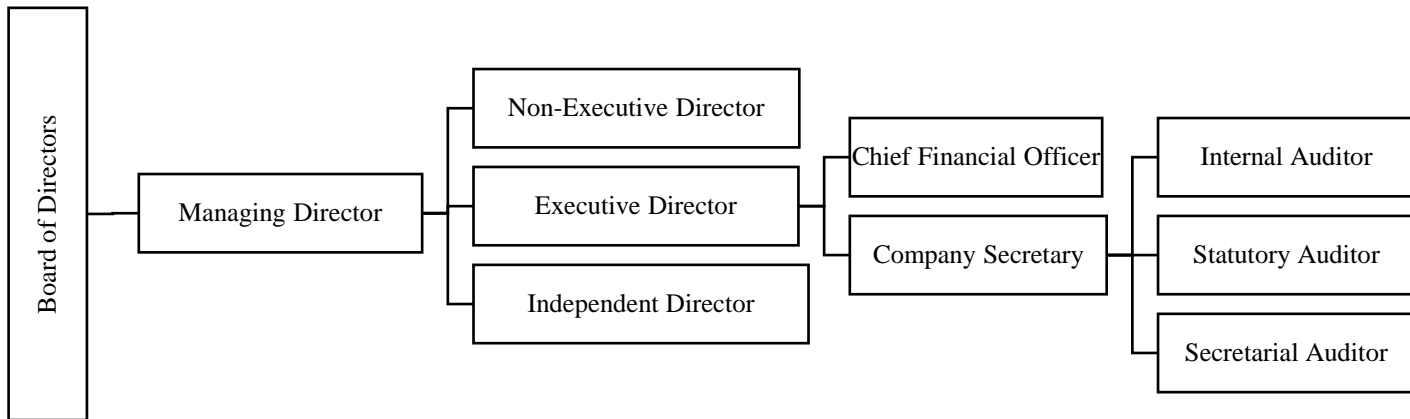 Board of Directors
Managing Director
Non-Executive Director
Executive Director
Independent Director
Chief Financial Officer
Company Secretary
Internal Auditor
Statutory Auditor
Secretarial Auditor